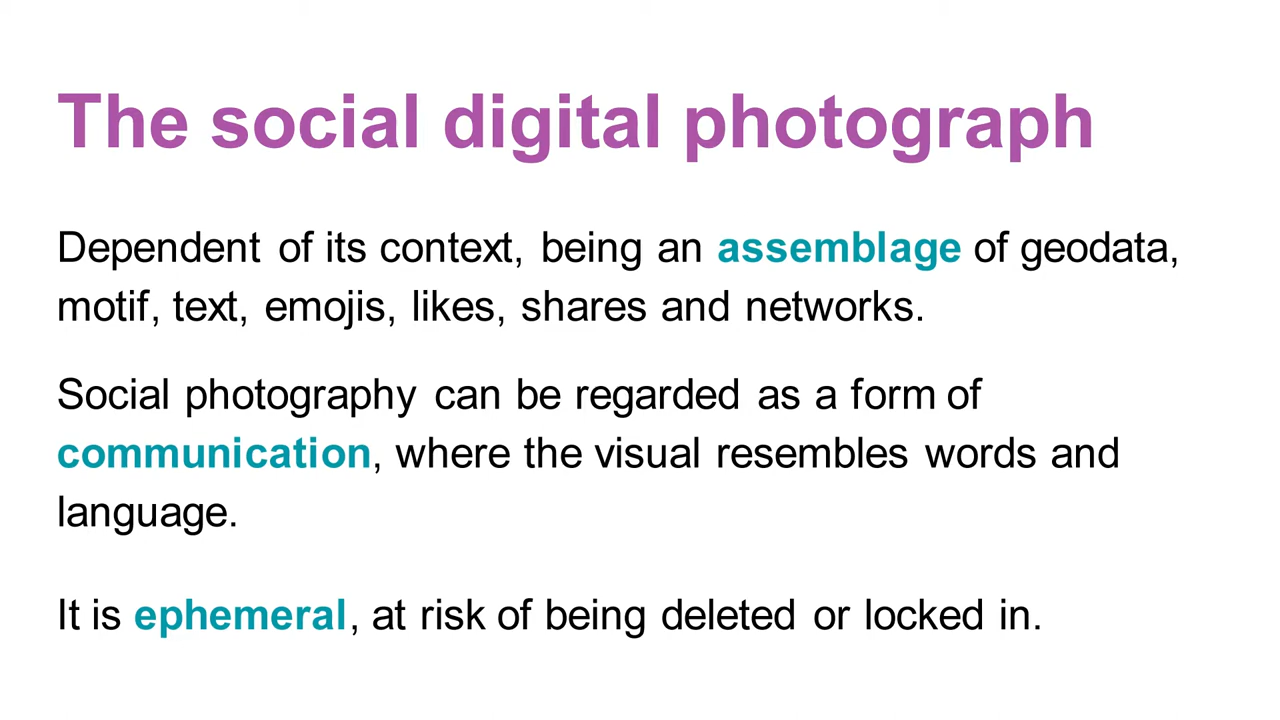 The social digital photograph
Dependent of its context, being an assemblage of geodata,
motif, text, emojis, likes, shares and networks.
Social photography can be regarded as a form of
communication, where the visual resembles words and
language.
It is ephemeral, at risk of being deleted or locked in.